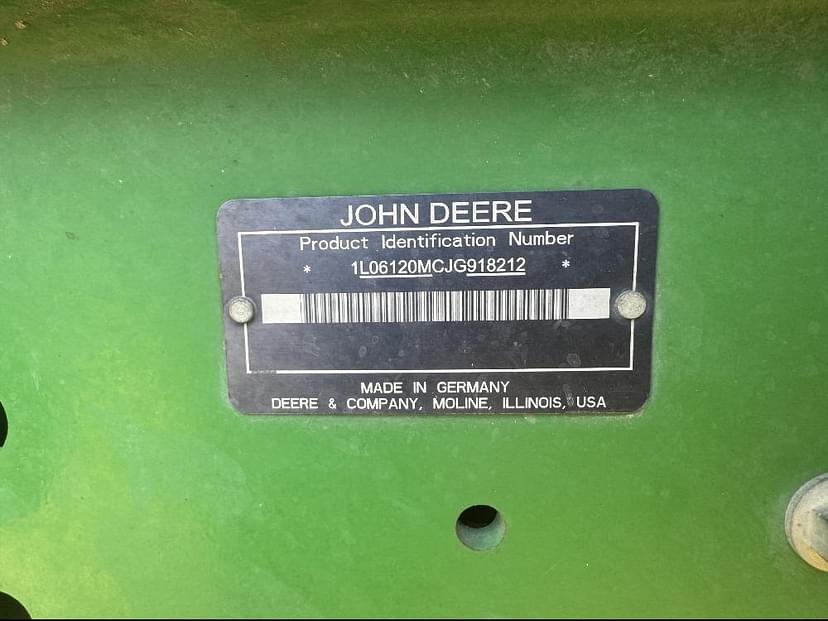 JOHN DEERE
Product Identification Number
* 1L06120MCJG918212 *
MADE IN GERMANY
DEERE & COMPANY, MOLINE, ILLINOIS, USA